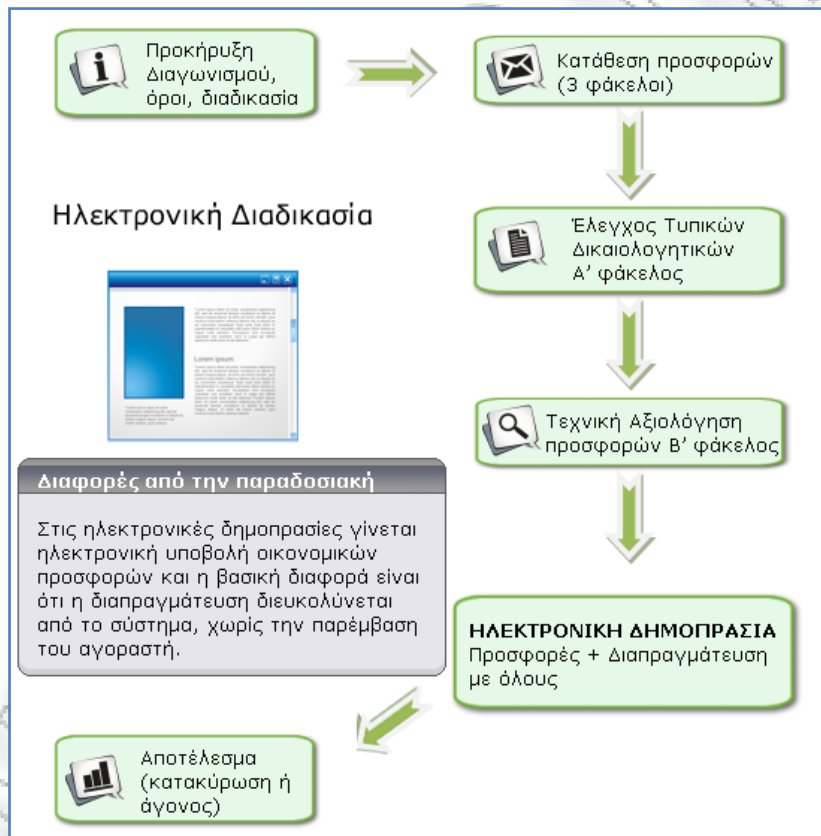 Προκήρυξη
Διαγωνισμού,
όροι, διαδικασία
Κατάθεση προσφορών
(3 φάκελοι)
Ηλεκτρονική Διαδικασία
Έλεγχος Τυπικών
Δικαιολογητικών
Α' φάκελος
Lorem ipsum
Τεχνική Αξιολόγηση
προσφορών Β' φάκελος
Διαφορές από την παραδοσιακή
Στις ηλεκτρονικές δημοπρασίες γίνεται
ηλεκτρονική υποβολή οικονομικών
προσφορών και η βασική διαφορά είναι
ότι η διαπραγμάτευση διευκολύνεται
από το σύστημα, χωρίς την παρέμβαση
του αγοραστή.
ΗΛΕΚΤΡΟΝΙΚΗ ΔΗΜΟΠΡΑΣΙΑ
Προσφορές + Διαπραγμάτευση
με όλους
Αποτέλεσμα
(κατακύρωση ή
άγονος)